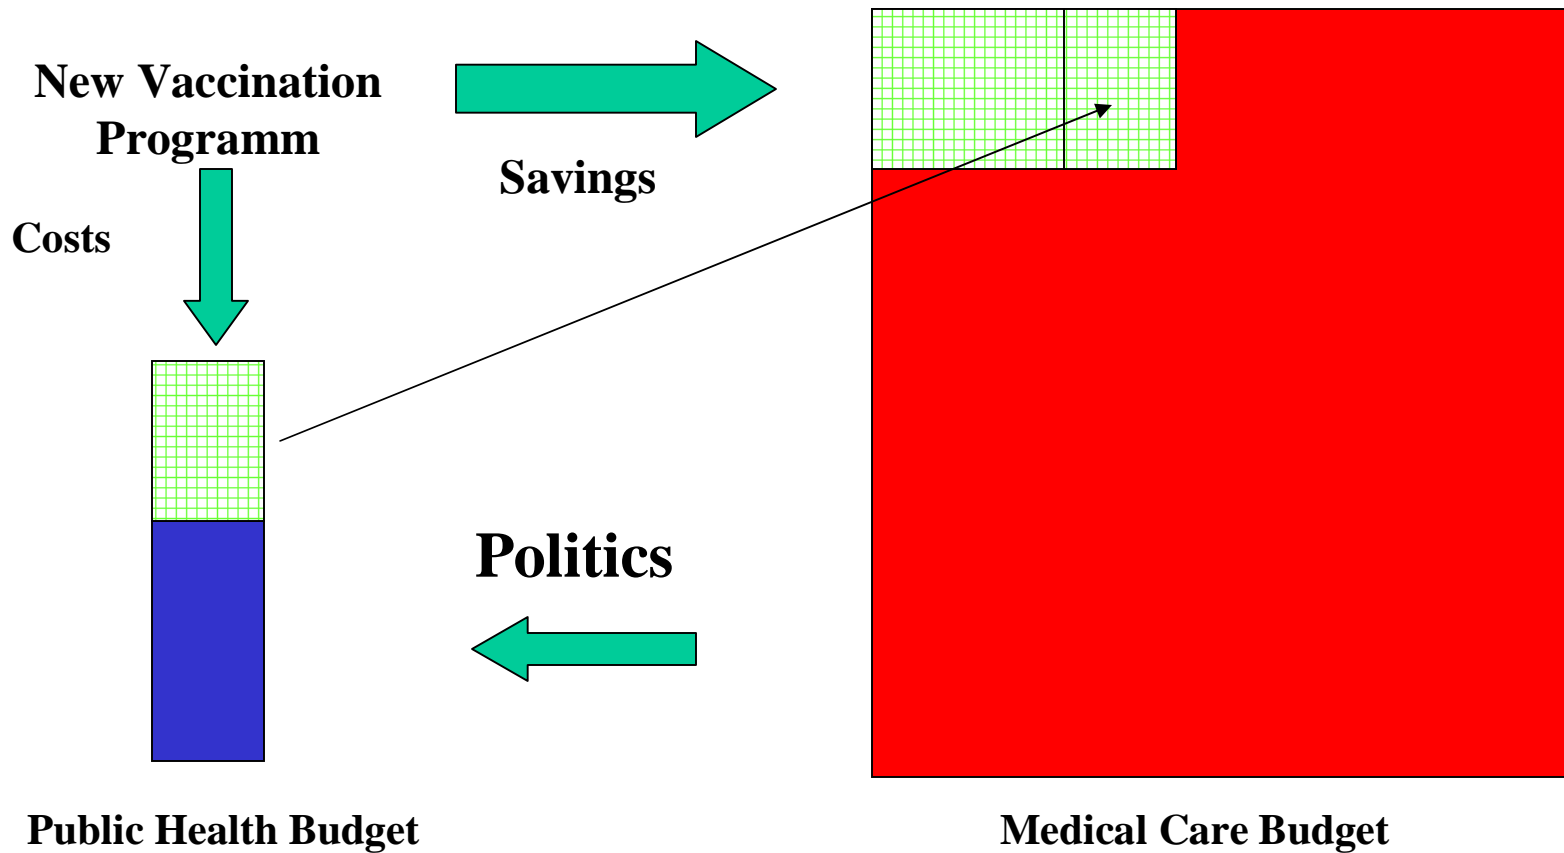 New Vaccination
Programm
Savings
Costs
Politics
Public Health Budget
Medical Care Budget